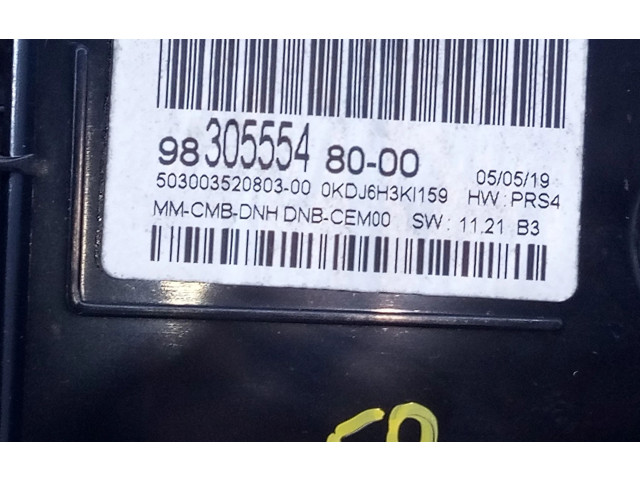 98 305554 80-00
05/05/19
503003520803-00 0KDJ6H3KI159 HW: PRS4
MM-CMB-DNH DNB-CEM00 SW: 11.21 B3